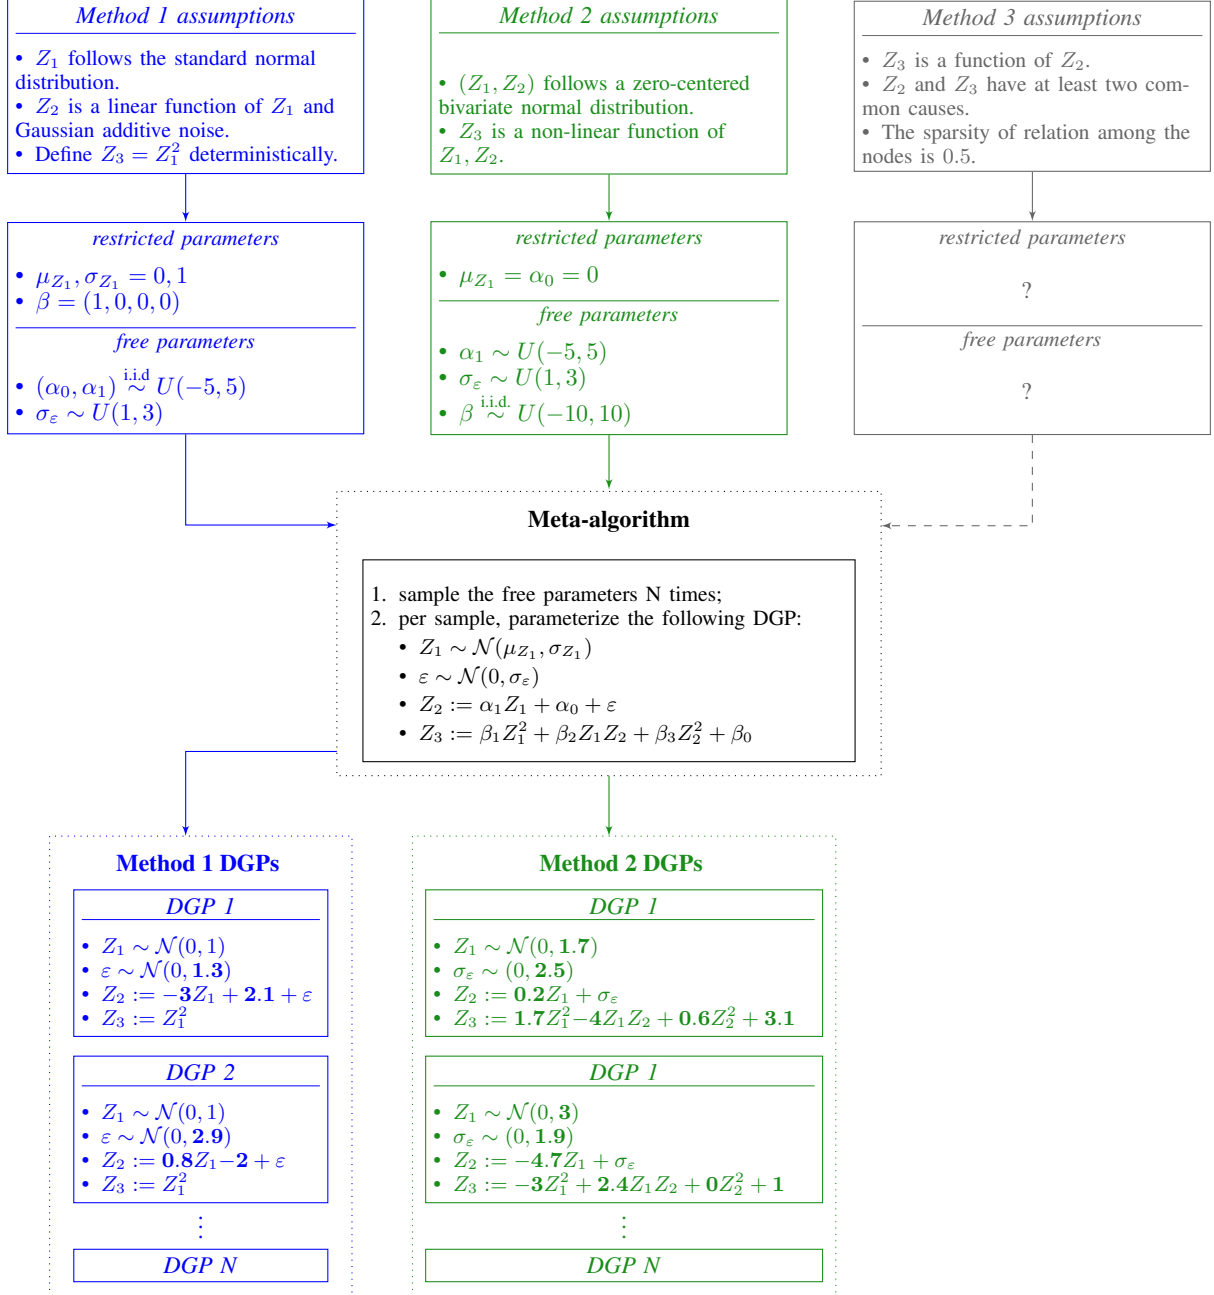 Method 1 assumptions
• Z₁ follows the standard normal
distribution.
• Z₂ is a linear function of Z₁ and
Gaussian additive noise.
• Define Z₃ = Z₁² deterministically.
Method 2 assumptions
• (Z₁, Z₂) follows a zero-centered
bivariate normal distribution.
• Z₃ is a non-linear function of
Z₁, Z₂.
Method 3 assumptions
• Z₃ is a function of Z₂.
• Z₂ and Z₃ have at least two com-
mon causes.
• The sparsity of relation among the
nodes is 0.5.
restricted parameters
• μ_{Z₁}, σ_{Z₁} = 0, 1
• β = (1, 0, 0, 0)
free parameters
• (α₀, α₁) i.i.d ∼ U(−5, 5)
• σ_ε ∼ U(1, 3)
restricted parameters
• μ_{Z₁} = α₀ = 0
free parameters
• α₁ ∼ U(−5, 5)
• σ_ε ∼ U(1, 3)
• β i.i.d. ∼ U(−10, 10)
restricted parameters
?
free parameters
?
Meta-algorithm
1. sample the free parameters N times;
2. per sample, parameterize the following DGP:
• Z₁ ∼ 𝒩(μ_{Z₁}, σ_{Z₁})
• ε ∼ 𝒩(0, σ_ε)
• Z₂ := α₁Z₁ + α₀ + ε
• Z₃ := β₁Z₁² + β₂Z₁Z₂ + β₃Z₂² + β₀
Method 1 DGPs
DGP 1
• Z₁ ∼ 𝒩(0, 1)
• ε ∼ 𝒩(0, 1.3)
• Z₂ := −3Z₁ + 2.1 + ε
• Z₃ := Z₁²
DGP 2
• Z₁ ∼ 𝒩(0, 1)
• ε ∼ 𝒩(0, 2.9)
• Z₂ := 0.8Z₁−2 + ε
• Z₃ := Z₁²
⋮
DGP N
Method 2 DGPs
DGP 1
• Z₁ ∼ 𝒩(0, 1.7)
• σ_ε ∼ (0, 2.5)
• Z₂ := 0.2Z₁ + σ_ε
• Z₃ := 1.7Z₁²−4Z₁Z₂ + 0.6Z₂² + 3.1
DGP 1
• Z₁ ∼ 𝒩(0, 3)
• σ_ε ∼ (0, 1.9)
• Z₂ := −4.7Z₁ + σ_ε
• Z₃ := −3Z₁² + 2.4Z₁Z₂ + 0Z₂² + 1
⋮
DGP N